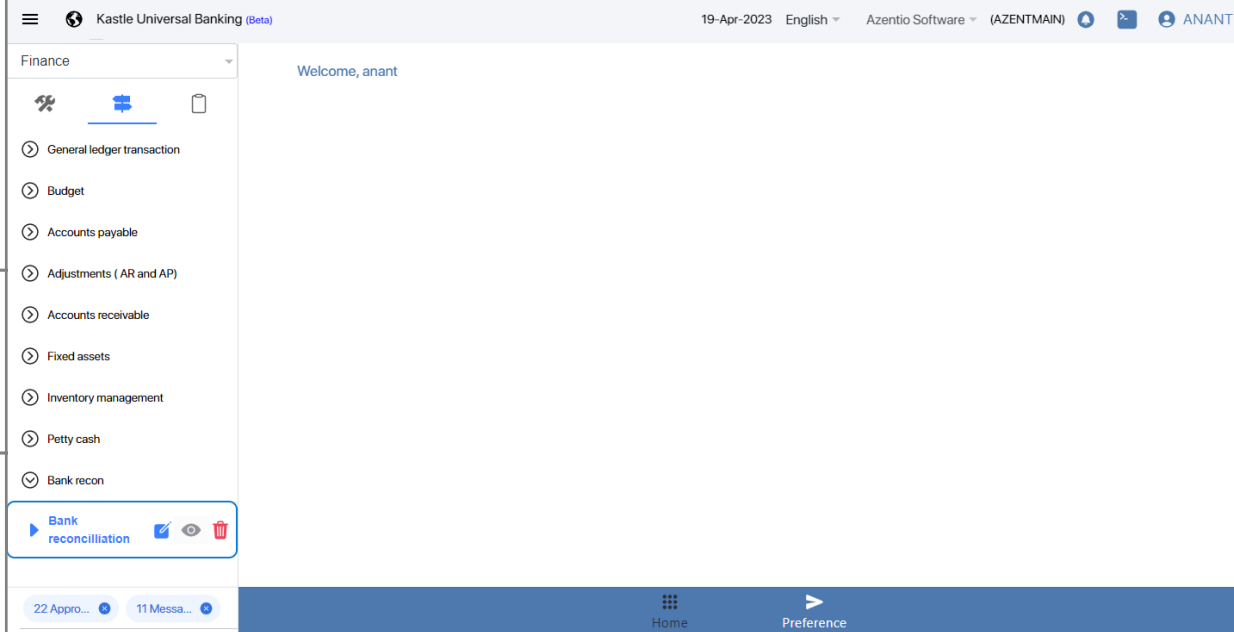 Kastle Universal Banking (Beta)
19-Apr-2023 English Azentio Software (AZENTMAIN) ANANT
Finance
Welcome, anant
General ledger transaction
Budget
Accounts payable
Adjustments ( AR and AP)
Accounts receivable
Fixed assets
Inventory management
Petty cash
Bank recon
Bank
reconcilliation
22 Appro... 11 Messa...
Home Preference